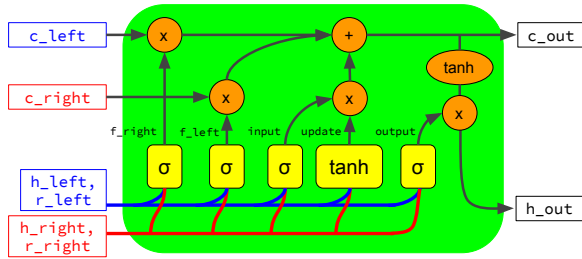 c_left
x
+
c_out
tanh
c_right
x
x
x
f_right
f_left
input
update
output
σ
σ
σ
tanh
σ
h_left,
r_left
h_right,
r_right
h_out